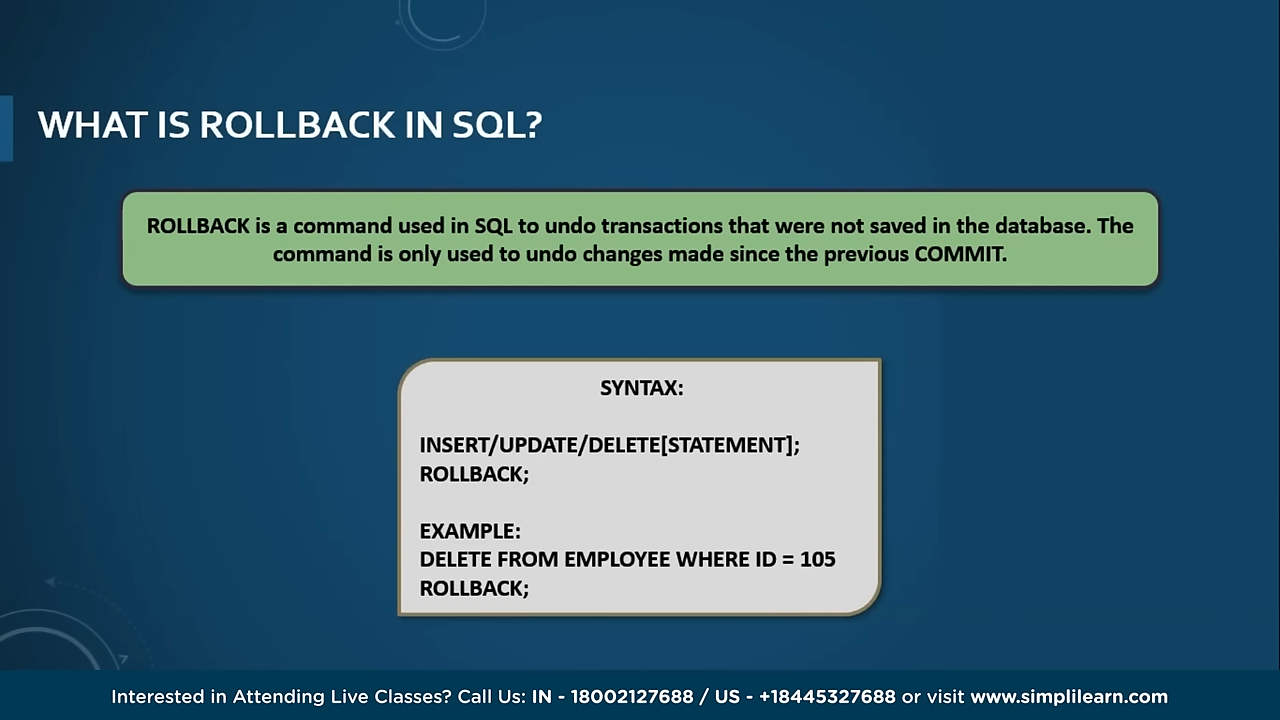 WHAT IS ROLLBACK IN SQL?
ROLLBACK is a command used in SQL to undo transactions that were not saved in the database. The
command is only used to undo changes made since the previous COMMIT.
SYNTAX:
INSERT/UPDATE/DELETE[STATEMENT];
ROLLBACK;
EXAMPLE:
DELETE FROM EMPLOYEE WHERE ID = 105
ROLLBACK;
Interested in Attending Live Classes? Call Us: IN - 18002127688 / US - +18445327688 or visit www.simplilearn.com